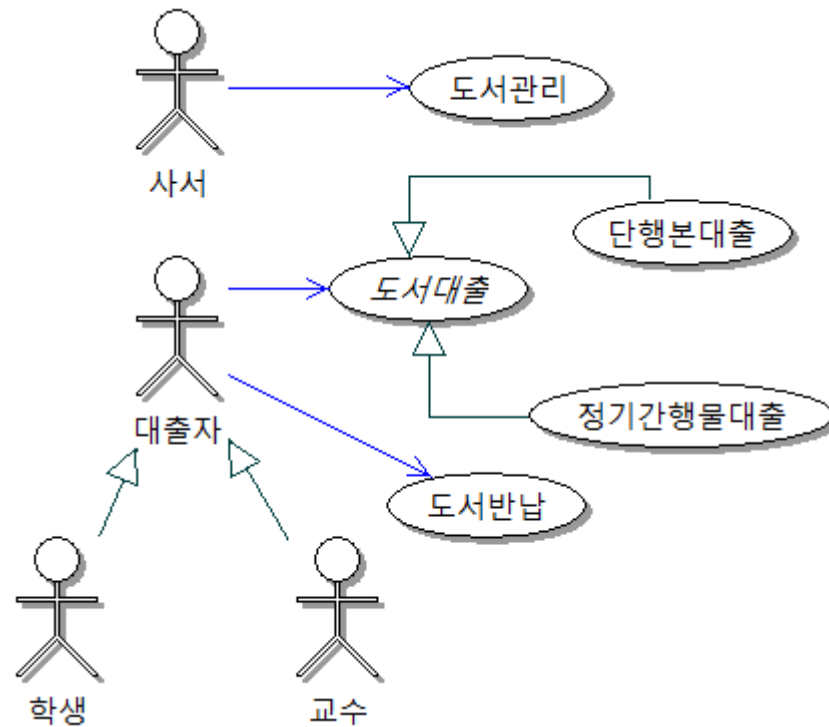 도서관리
사서
단행본대출
도서대출
정기간행물대출
대출자
도서반납
학생
교수